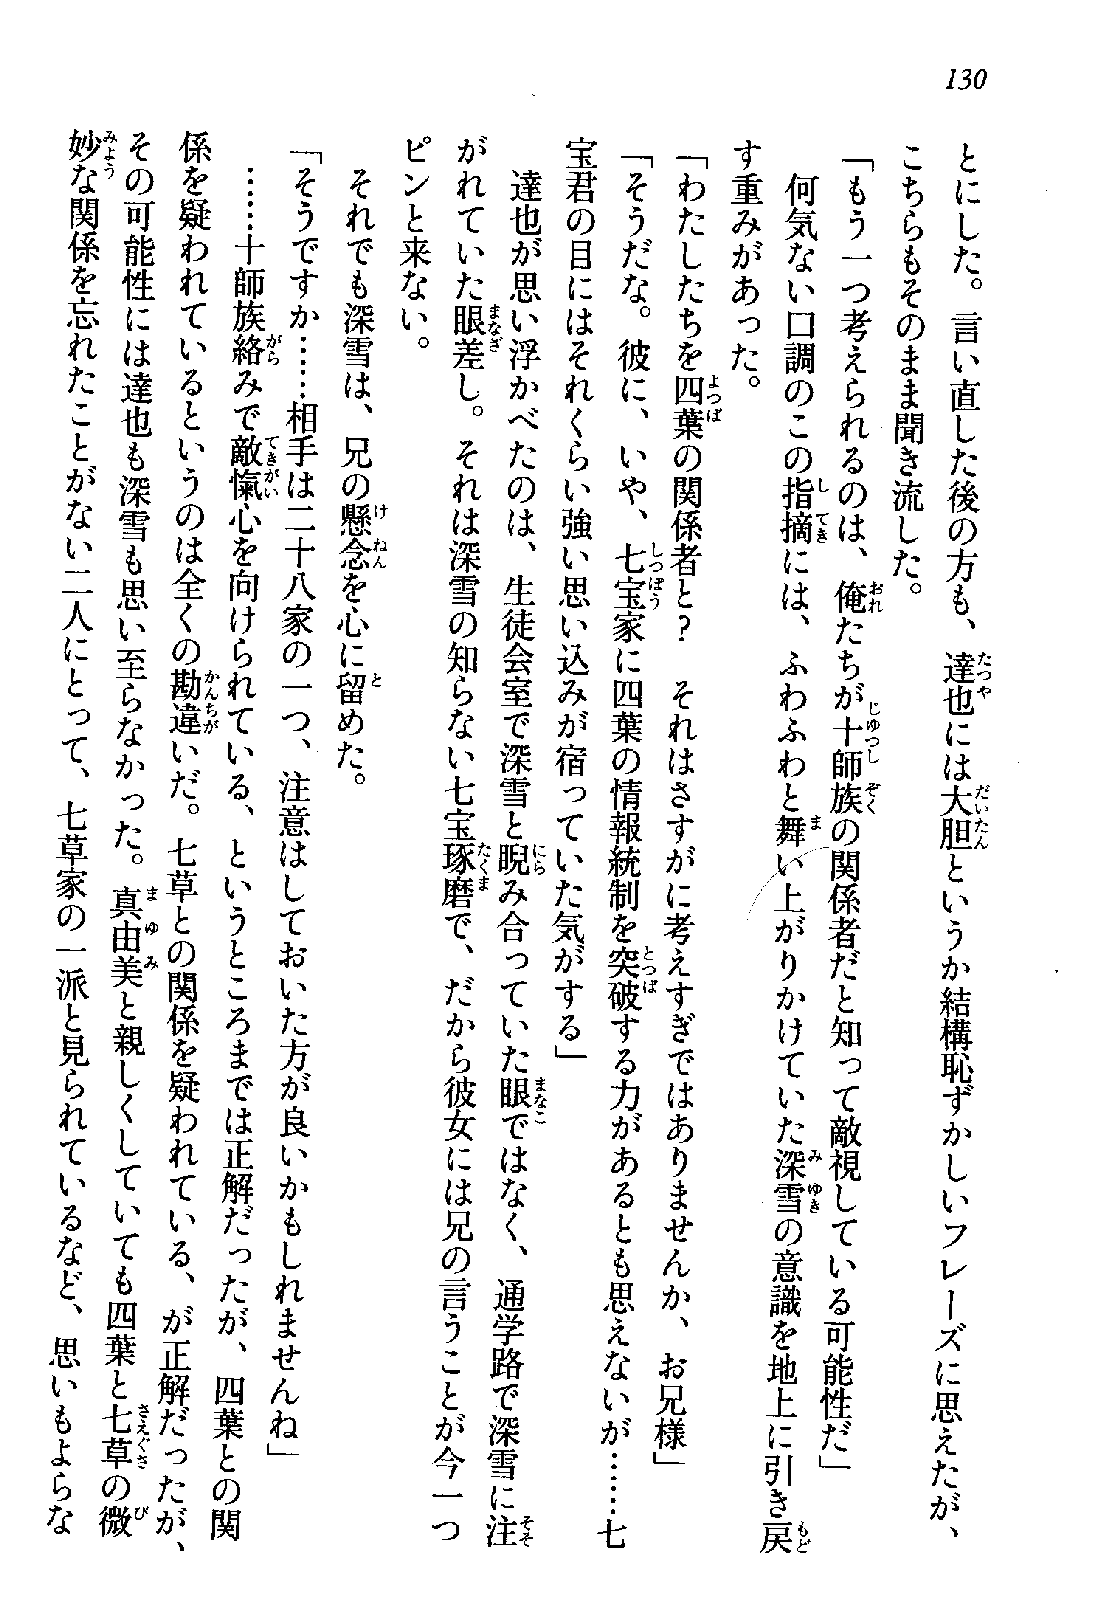 130
とにした。言い直した後の方も、達也には大胆というか結構恥ずかしいフレーズに思えたが、
こちらもそのまま聞き流した。
「もう一つ考えられるのは、俺たちが十師族の関係者だと知って敵視している可能性だ」
何気ない口調のこの指摘には、ふわふわと舞い上がりかけていた深雪の意識を地上に引き戻
す重みがあった。
「わたしたちを四葉の関係者と？　それはさすがに考えすぎではありませんか、お兄様」
「そうだな。彼に、いや、七宝家に四葉の情報統制を突破する力があるとも思えないが……七
宝君の目にはそれくらい強い思い込みが宿っていた気がする」
達也が思い浮かべたのは、生徒会室で深雪と睨み合っていた眼ではなく、通学路で深雪に注
がれていた眼差し。それは深雪の知らない七宝琢磨で、だから彼女には兄の言うことが今一つ
ピンと来ない。
それでも深雪は、兄の懸念を心に留めた。
「そうですか……相手は二十八家の一つ、注意はしておいた方が良いかもしれませんね」
……十師族絡みで敵愾心を向けられている、というところまでは正解だったが、四葉との関
係を疑われているというのは全くの勘違いだ。七草との関係を疑われている、が正解だったが、
その可能性には達也も深雪も思い至らなかった。真由美と親しくしていても四葉と七草の微
妙な関係を忘れたことがない二人にとって、七草家の一派と見られているなど、思いもよらな